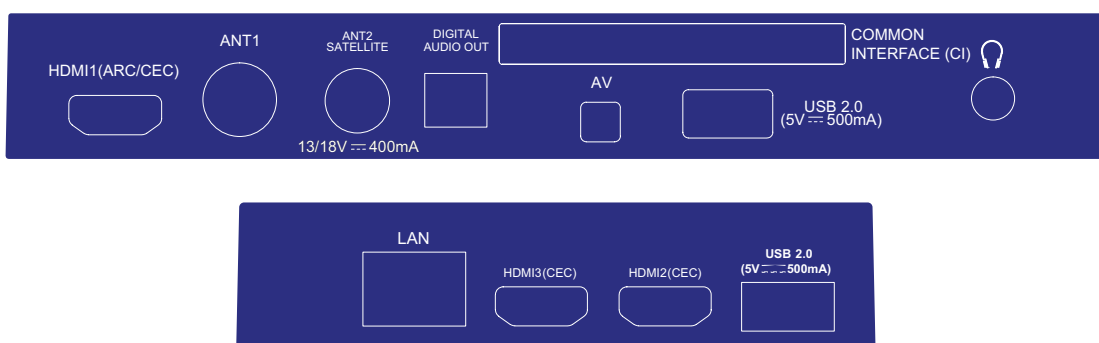 HDMI1(ARC/CEC)
ANT1
ANT2
SATELLITE
13/18V ⎓ 400mA
DIGITAL
AUDIO OUT
COMMON
INTERFACE (CI)
AV
USB 2.0
(5V ⎓ 500mA)
LAN
HDMI3(CEC)
HDMI2(CEC)
USB 2.0
(5V ⎓ 500mA)